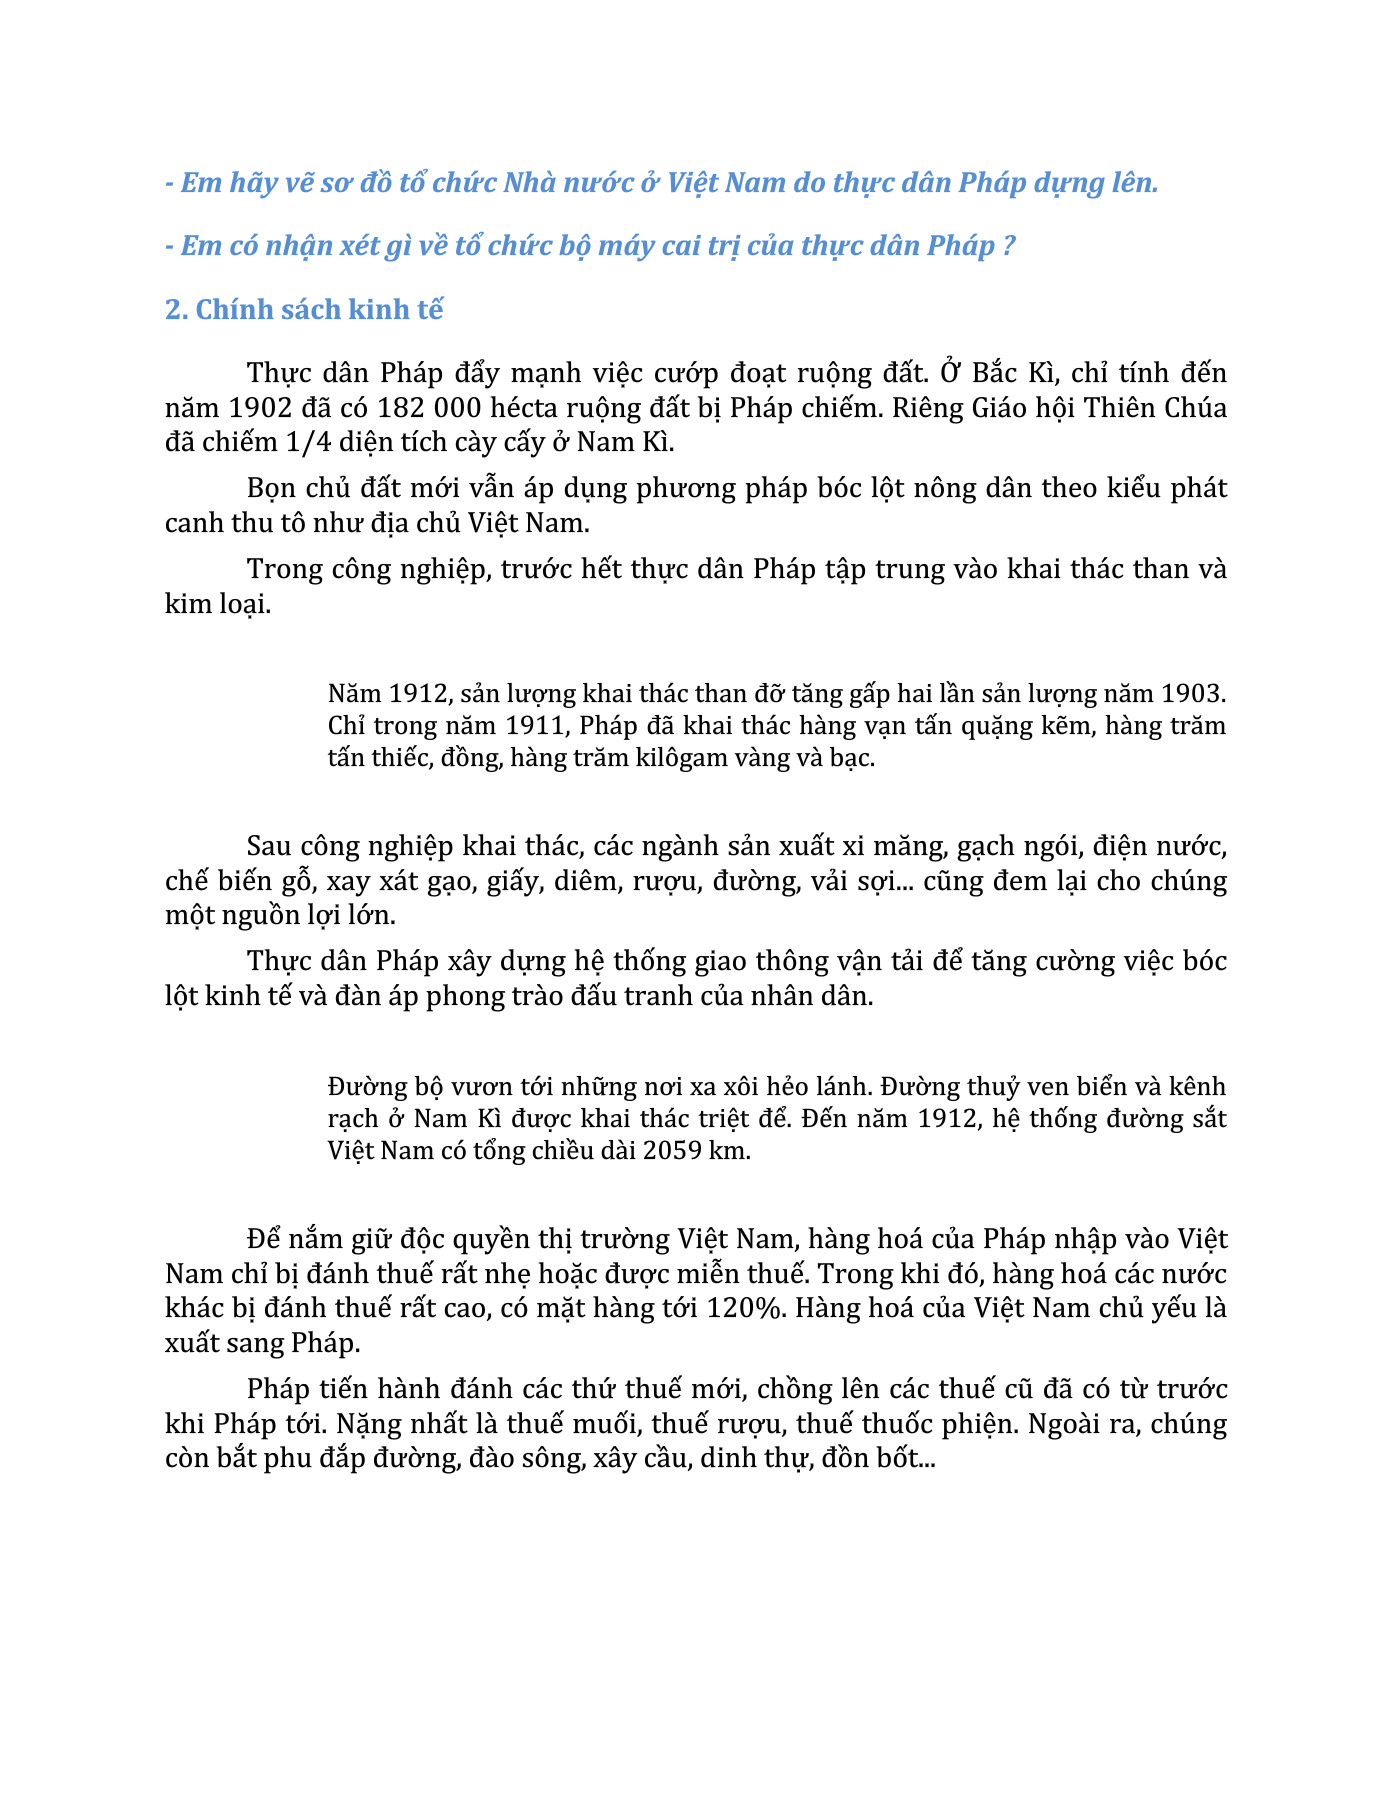 - Em hãy vẽ sơ đồ tổ chức Nhà nước ở Việt Nam do thực dân Pháp dựng lên.
- Em có nhận xét gì về tổ chức bộ máy cai trị của thực dân Pháp ?
2. Chính sách kinh tế
Thực dân Pháp đẩy mạnh việc cướp đoạt ruộng đất. Ở Bắc Kì, chỉ tính đến
năm 1902 đã có 182 000 hécta ruộng đất bị Pháp chiếm. Riêng Giáo hội Thiên Chúa
đã chiếm 1/4 diện tích cày cấy ở Nam Kì.
Bọn chủ đất mới vẫn áp dụng phương pháp bóc lột nông dân theo kiểu phát
canh thu tô như địa chủ Việt Nam.
Trong công nghiệp, trước hết thực dân Pháp tập trung vào khai thác than và
kim loại.
Năm 1912, sản lượng khai thác than đỡ tăng gấp hai lần sản lượng năm 1903.
Chỉ trong năm 1911, Pháp đã khai thác hàng vạn tấn quặng kẽm, hàng trăm
tấn thiếc, đồng, hàng trăm kilôgam vàng và bạc.
Sau công nghiệp khai thác, các ngành sản xuất xi măng, gạch ngói, điện nước,
chế biến gỗ, xay xát gạo, giấy, diêm, rượu, đường, vải sợi... cũng đem lại cho chúng
một nguồn lợi lớn.
Thực dân Pháp xây dựng hệ thống giao thông vận tải để tăng cường việc bóc
lột kinh tế và đàn áp phong trào đấu tranh của nhân dân.
Đường bộ vươn tới những nơi xa xôi hẻo lánh. Đường thuỷ ven biển và kênh
rạch ở Nam Kì được khai thác triệt để. Đến năm 1912, hệ thống đường sắt
Việt Nam có tổng chiều dài 2059 km.
Để nắm giữ độc quyền thị trường Việt Nam, hàng hoá của Pháp nhập vào Việt
Nam chỉ bị đánh thuế rất nhẹ hoặc được miễn thuế. Trong khi đó, hàng hoá các nước
khác bị đánh thuế rất cao, có mặt hàng tới 120%. Hàng hoá của Việt Nam chủ yếu là
xuất sang Pháp.
Pháp tiến hành đánh các thứ thuế mới, chồng lên các thuế cũ đã có từ trước
khi Pháp tới. Nặng nhất là thuế muối, thuế rượu, thuế thuốc phiện. Ngoài ra, chúng
còn bắt phu đắp đường, đào sông, xây cầu, dinh thự, đồn bốt...